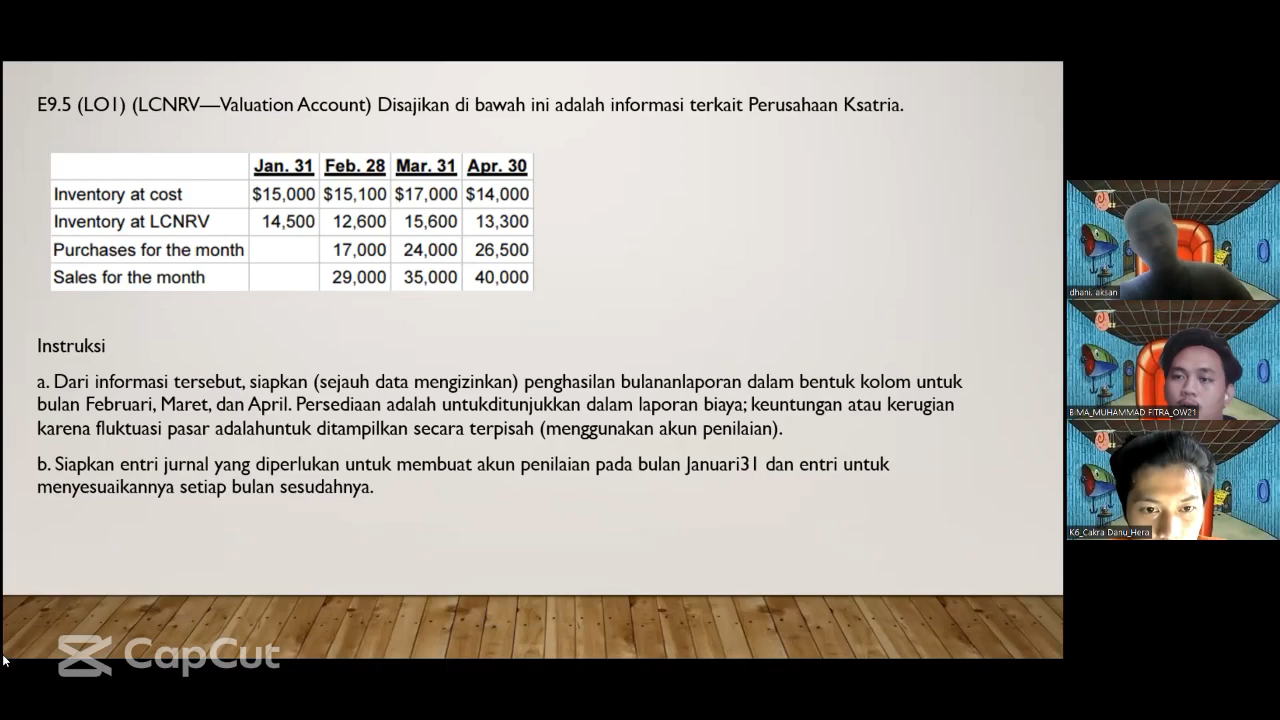 E9.5 (LO1) (LCNRV—Valuation Account) Disajikan di bawah ini adalah informasi terkait Perusahaan Ksatria.
Jan. 31 Feb. 28 Mar. 31 Apr. 30
Inventory at cost $15,000 $15,100 $17,000 $14,000
Inventory at LCNRV 14,500 12,600 15,600 13,300
Purchases for the month 17,000 24,000 26,500
Sales for the month 29,000 35,000 40,000
Instruksi
a. Dari informasi tersebut, siapkan (sejauh data mengizinkan) penghasilan bulananlaporan dalam bentuk kolom untuk
bulan Februari, Maret, dan April. Persediaan adalah untukditunjukkan dalam laporan biaya; keuntungan atau kerugian
karena fluktuasi pasar adalahuntuk ditampilkan secara terpisah (menggunakan akun penilaian).
b. Siapkan entri jurnal yang diperlukan untuk membuat akun penilaian pada bulan Januari31 dan entri untuk
menyesuaikannya setiap bulan sesudahnya.
dhani. aksan
BIMA_MUHAMMAD FITRA_OW21
K6_Cakra Danu_Hera
CapCut